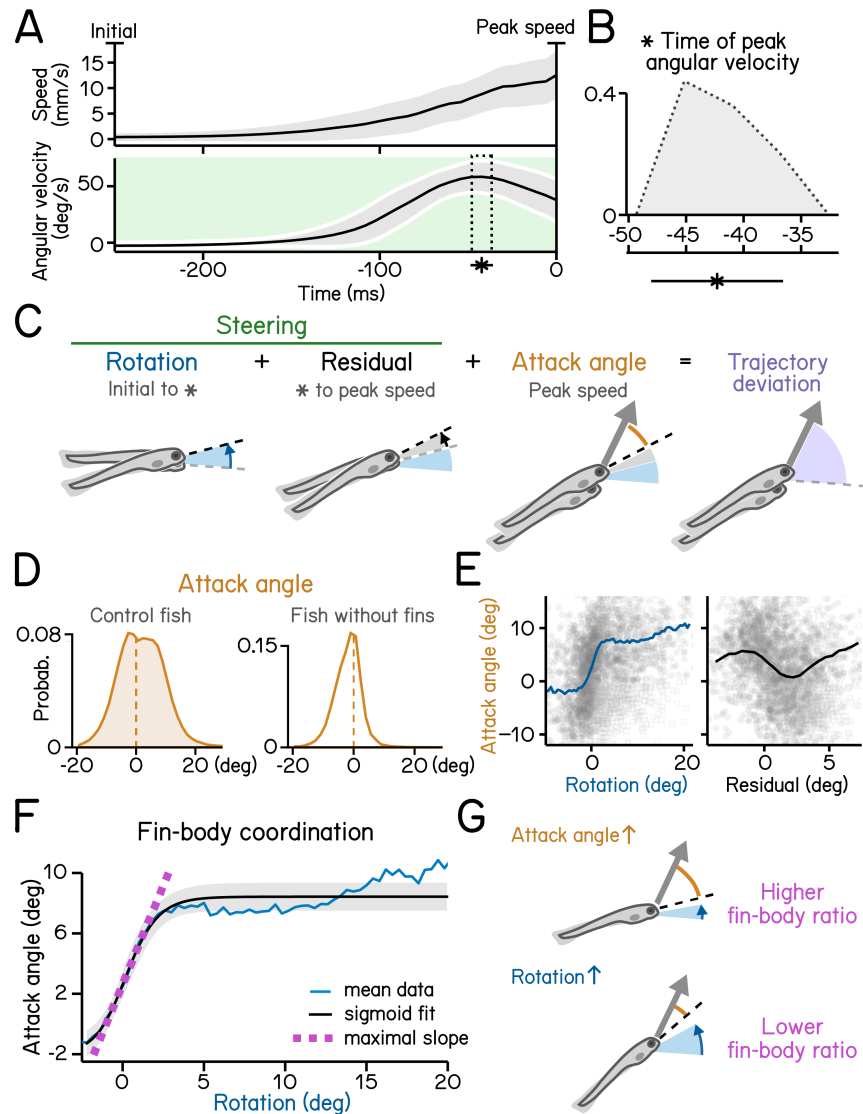 A
Initial
Peak speed
Speed
(mm/s)
15
10
5
0
Angular velocity
(deg/s)
50
0
-200
-100
0
Time (ms)
B
* Time of peak
angular velocity
0.4
0
-50
-45
-40
-35
C
Steering
Rotation + Residual + Attack angle = Trajectory
deviation
Initial to *
* to peak speed
Peak speed
D
Attack angle
Control fish
Fish without fins
Probab.
0.08
0
-20 0 20 (deg)
0.15
0
-20 0 20 (deg)
E
Attack angle (deg)
10
0
−10
0 10 20
Rotation (deg)
0 5
Residual (deg)
F
Fin-body coordination
Attack angle (deg)
10
6
2
-2
mean data
sigmoid fit
maximal slope
0 5 10 15 20
Rotation (deg)
G
Attack angle↑
Higher
fin-body ratio
Rotation↑
Lower
fin-body ratio